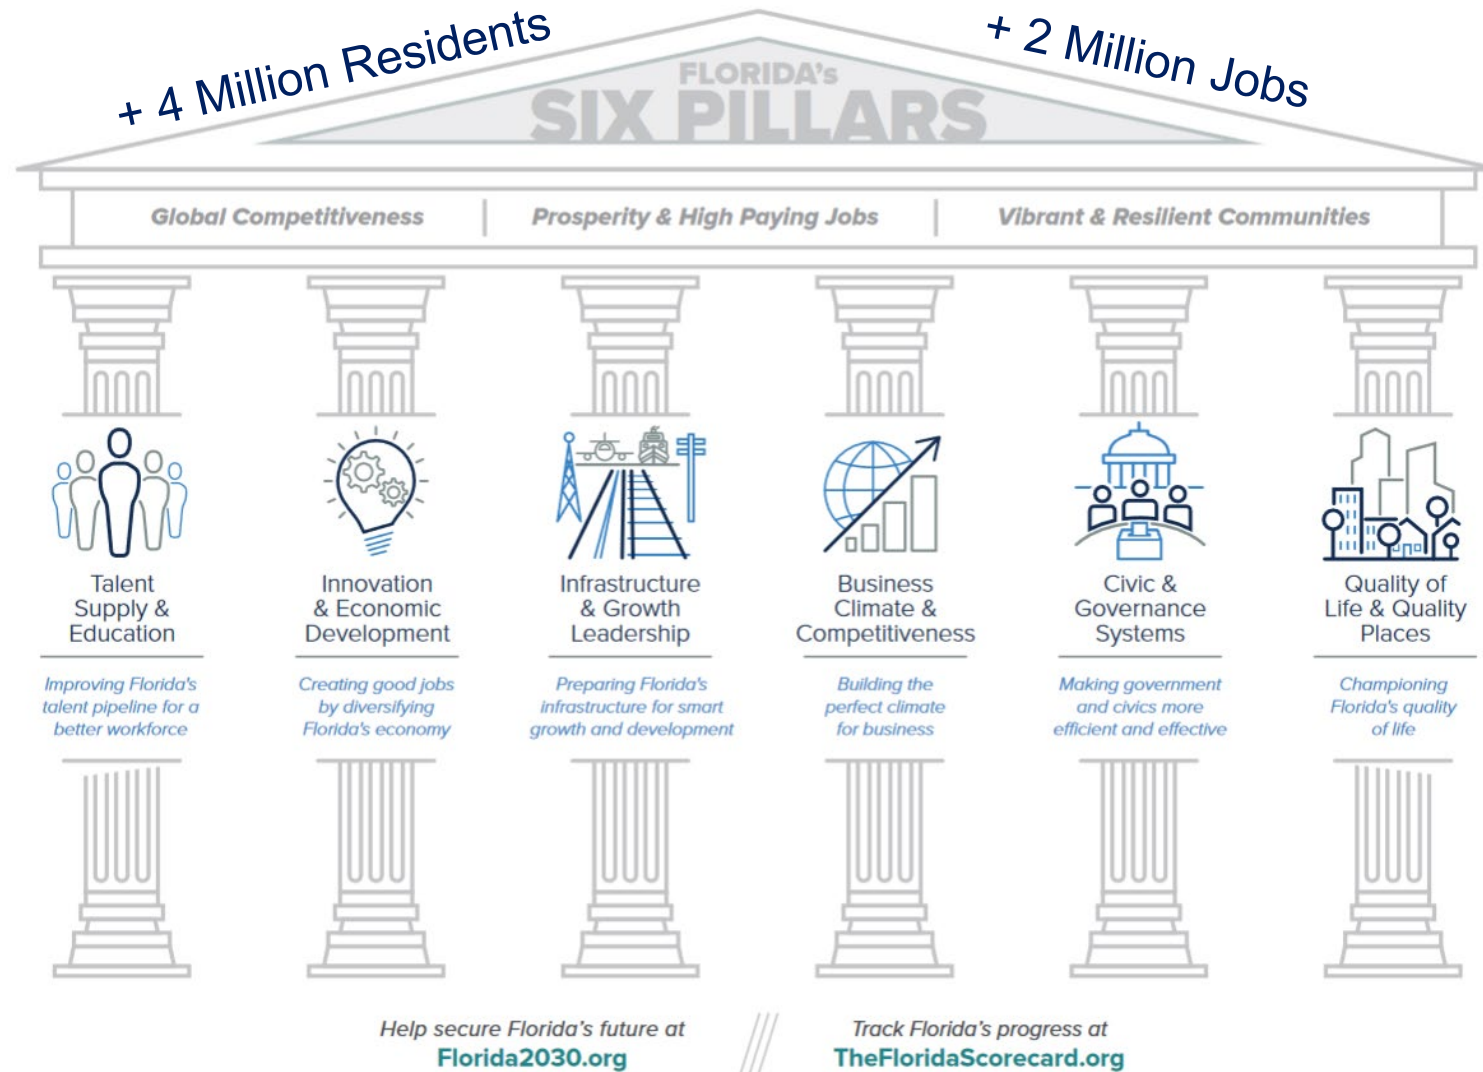 + 4 Million Residents
+ 2 Million Jobs
FLORIDA's
SIX PILLARS
Global Competitiveness
Prosperity & High Paying Jobs
Vibrant & Resilient Communities
Talent
Supply &
Education
Improving Florida's
talent pipeline for a
better workforce
Innovation
& Economic
Development
Creating good jobs
by diversifying
Florida's economy
Infrastructure
& Growth
Leadership
Preparing Florida's
infrastructure for smart
growth and development
Business
Climate &
Competitiveness
Building the
perfect climate
for business
Civic &
Governance
Systems
Making government
and civics more
efficient and effective
Quality of
Life & Quality
Places
Championing
Florida's quality
of life
Help secure Florida's future at
Florida2030.org
Track Florida's progress at
TheFloridaScorecard.org